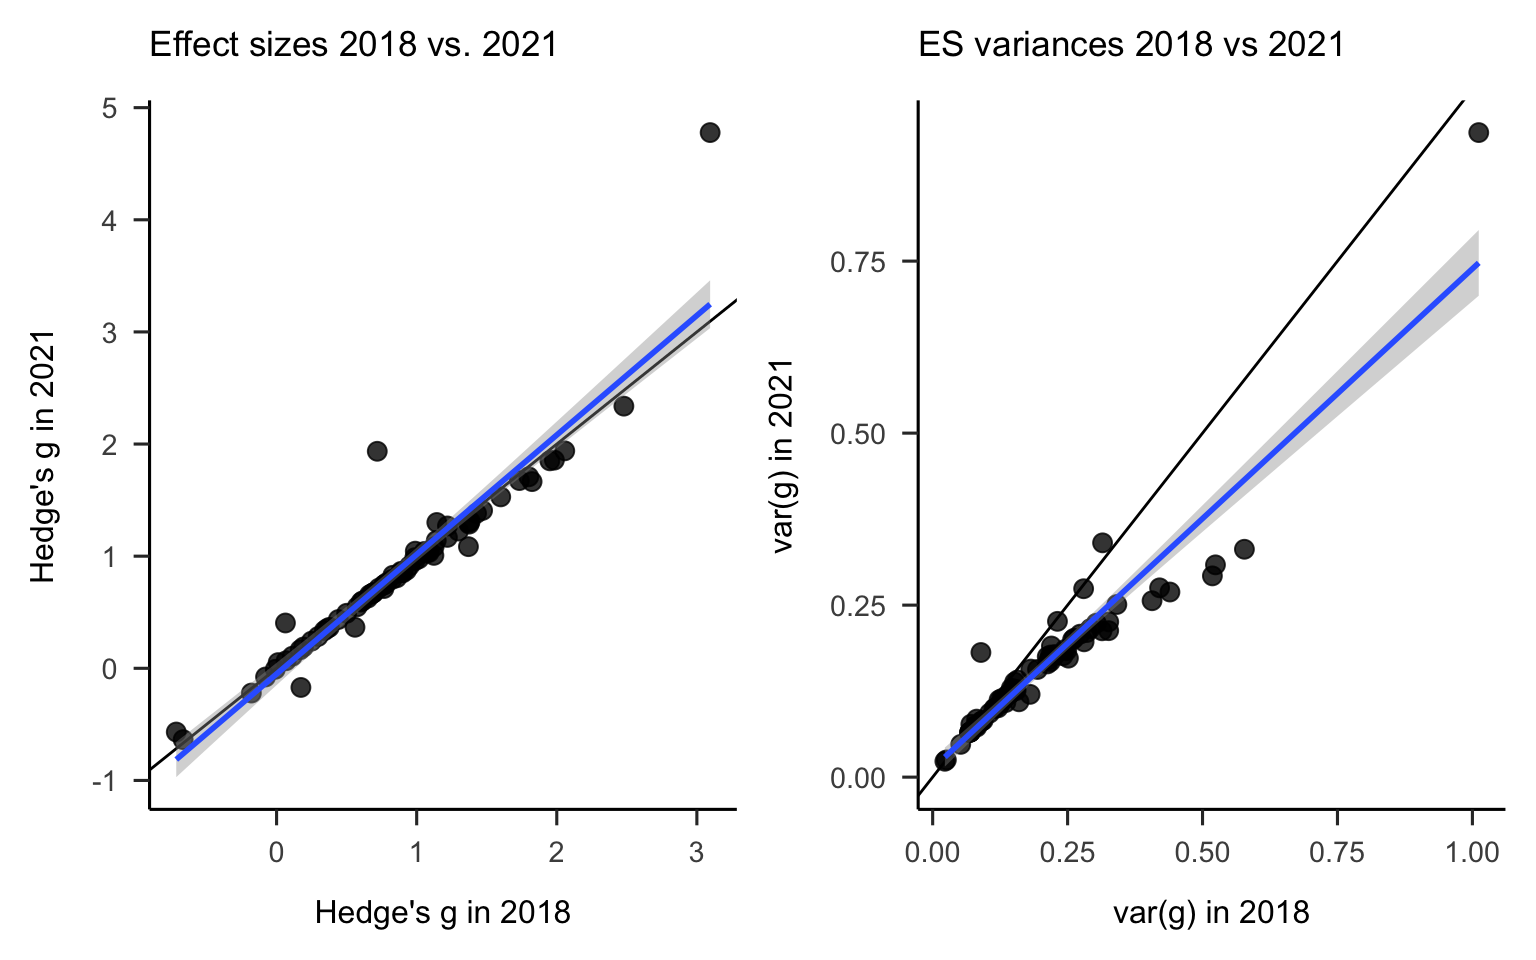 Effect sizes 2018 vs. 2021
5
4
3
2
1
0
-1
Hedge's g in 2021
0 1 2 3
Hedge's g in 2018
ES variances 2018 vs 2021
0.75
0.50
0.25
0.00
var(g) in 2021
0.00 0.25 0.50 0.75 1.00
var(g) in 2018